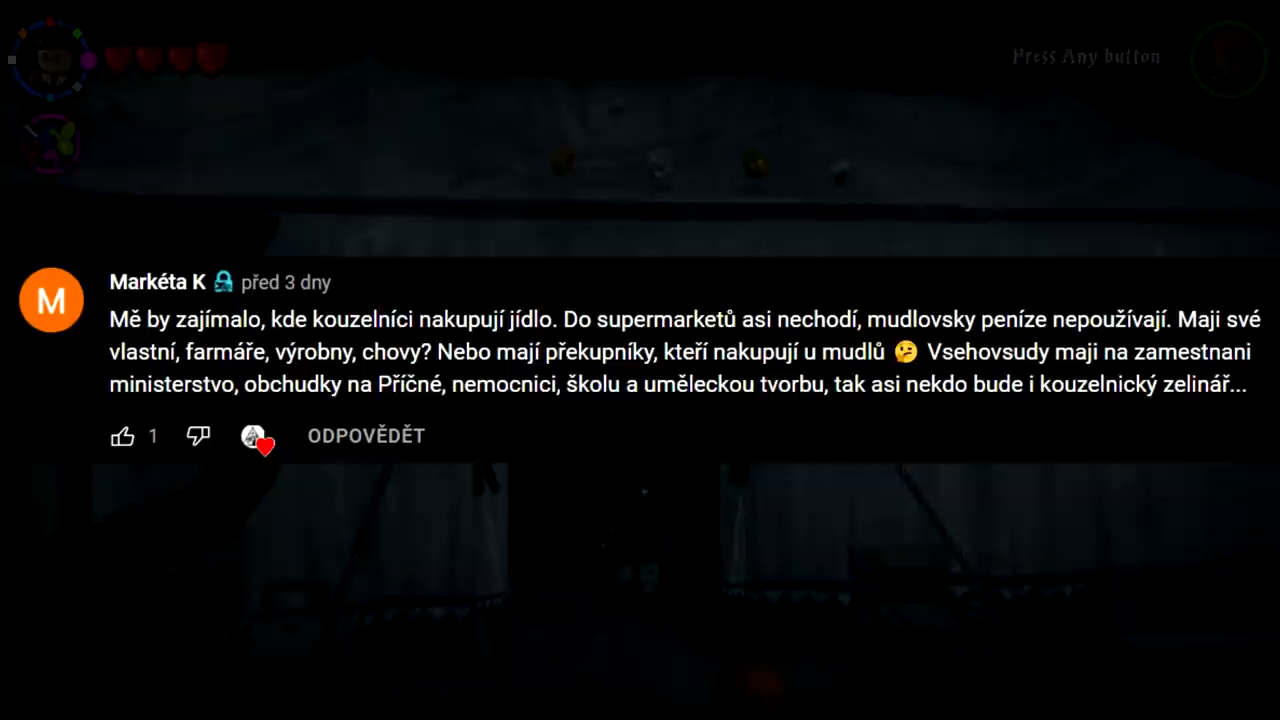 Press Any button
M
Markéta K před 3 dny
Mě by zajímalo, kde kouzelníci nakupují jídlo. Do supermarketů asi nechodí, mudlovsky peníze nepoužívají. Maji své
vlastní, farmáře, výrobny, chovy? Nebo mají překupníky, kteří nakupují u mudlů 🤔 Vsehovsudy maji na zamestnani
ministerstvo, obchudky na Příčné, nemocnici, školu a uměleckou tvorbu, tak asi nekdo bude i kouzelnický zelinář...
1 ODPOVĚDĚT